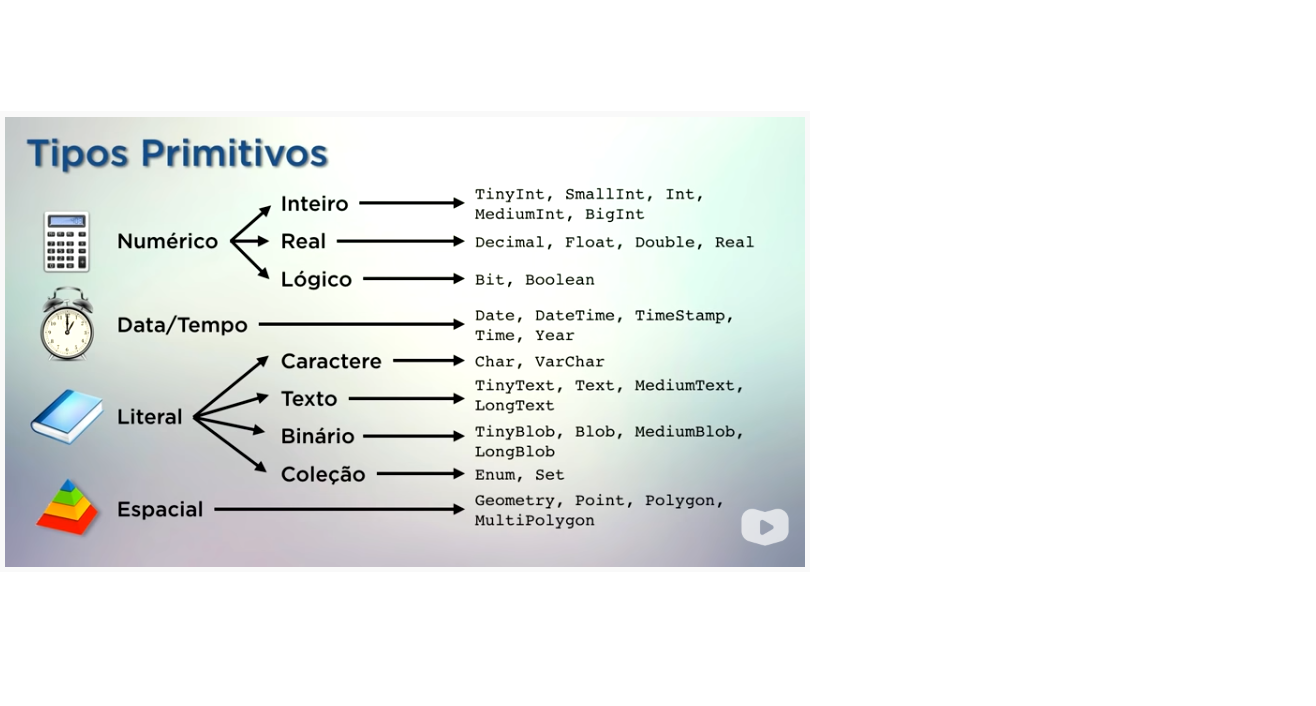 Tipos Primitivos
Numérico
Inteiro
TinyInt, SmallInt, Int,
MediumInt, BigInt
Real
Decimal, Float, Double, Real
Lógico
Bit, Boolean
Data/Tempo
Date, DateTime, TimeStamp,
Time, Year
Literal
Caractere
Char, VarChar
Texto
TinyText, Text, MediumText,
LongText
Binário
TinyBlob, Blob, MediumBlob,
LongBlob
Coleção
Enum, Set
Espacial
Geometry, Point, Polygon,
MultiPolygon